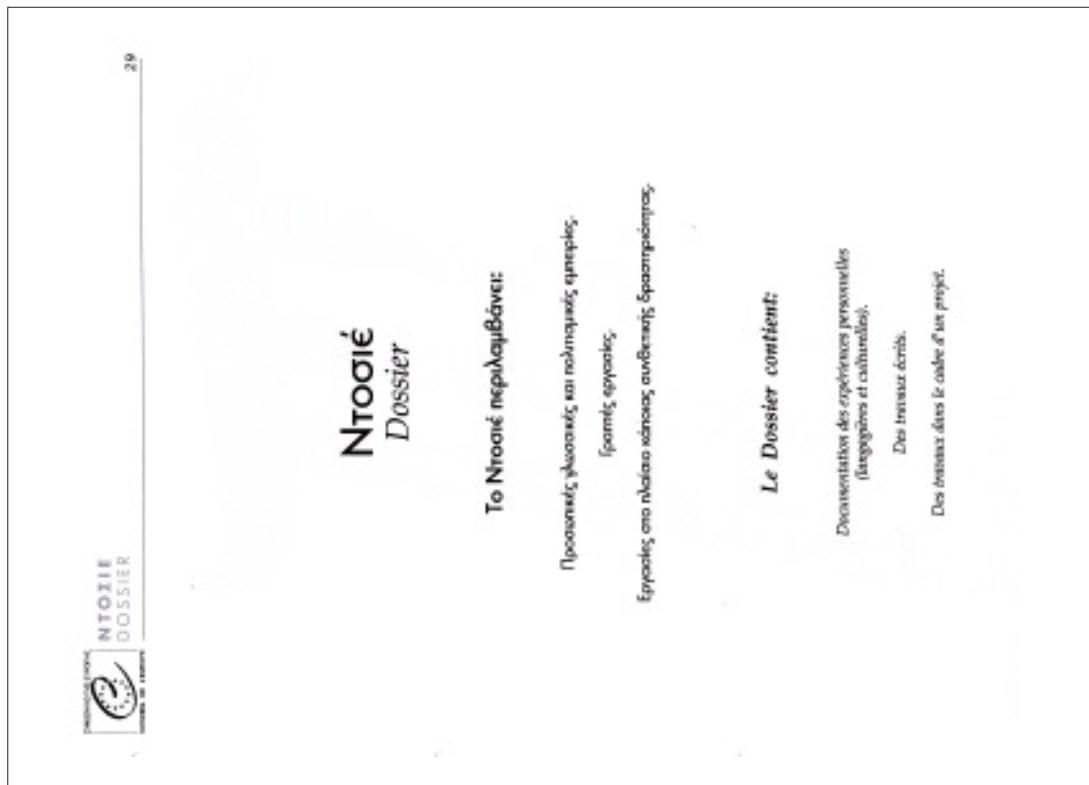 ΝΤΟΣΙΕ
DOSSIER
29
Ντοσιέ
Dossier
Το Ντοσιέ περιλαμβάνει:
Προσωπικές γλωσσικές και πολιτισμικές εμπειρίες.
Γραπτές εργασίες.
Εργασίες στο πλαίσιο κάποιας συνθετικής δραστηριότητας.
Le Dossier contient:
Documentation des expériences personnelles
(langagières et culturelles).
Des travaux écrits.
Des travaux dans le cadre d'un projet.